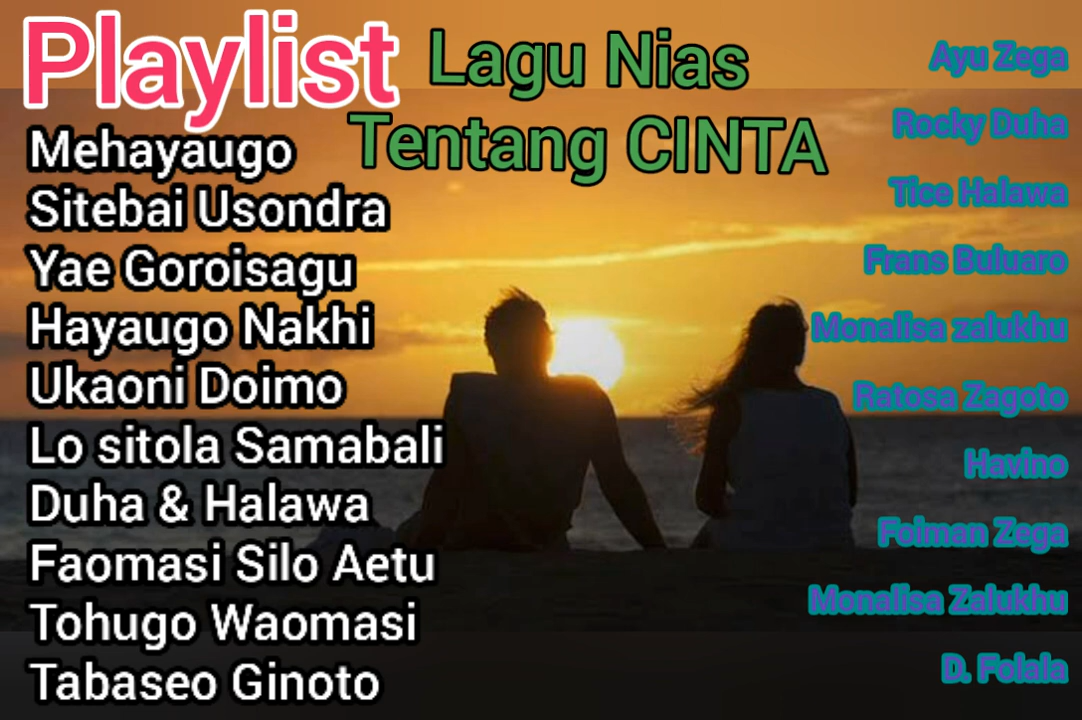 Playlist
Lagu Nias
Tentang CINTA
Mehayaugo
Sitebai Usondra
Yae Goroisagu
Hayaugo Nakhi
Ukaoni Doimo
Lo sitola Samabali
Duha & Halawa
Faomasi Silo Aetu
Tohugo Waomasi
Tabaseo Ginoto
Ayu Zega
Rocky Duha
Tice Halawa
Frans Buluaro
Monalisa zalukhu
Ratosa Zagoto
Havino
Foiman Zega
Monalisa Zalukhu
D. Folala